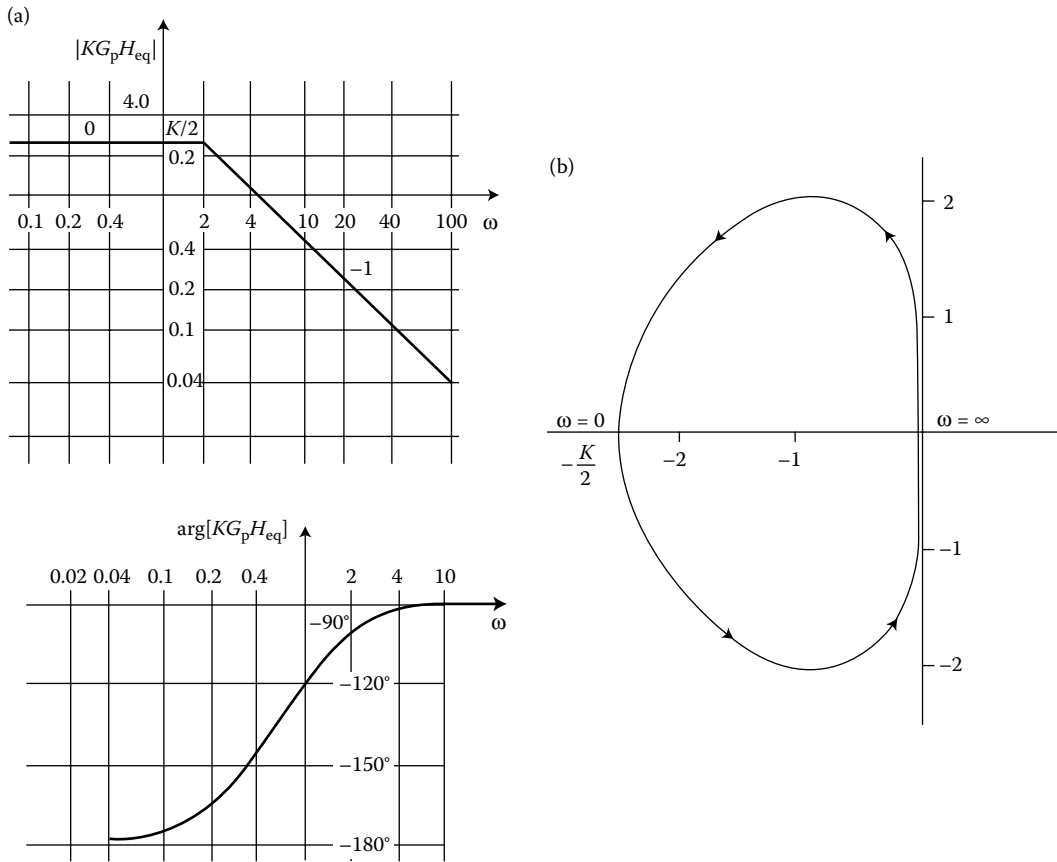 (a)
|KG_pH_eq|
4.0
0 K/2
0.2
0.1 0.2 0.4 2 4 10 20 40 100 ω
0.4
−1
0.2
0.1
0.04
arg[KG_pH_eq]
0.02 0.04 0.1 0.2 0.4 2 4 10
−90° ω
−120°
−150°
−180°
(b)
2
1
ω = 0 ω = ∞
−K/2 −2 −1
−1
−2